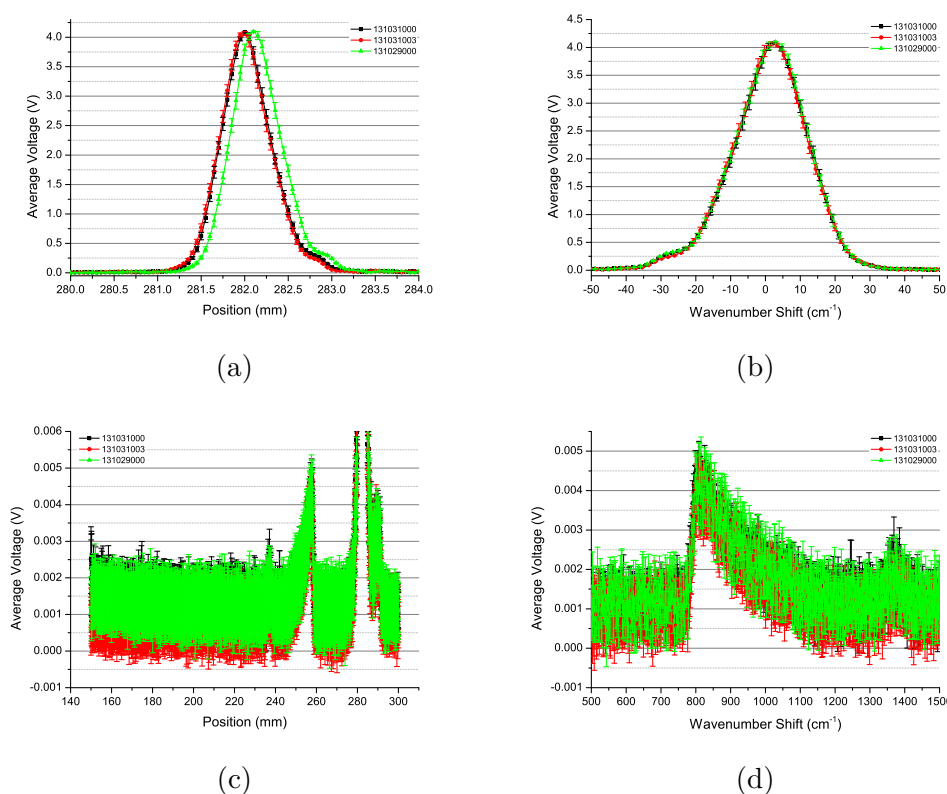 131031000
131031003
131029000
4.0
3.5
3.0
2.5
2.0
1.5
1.0
0.5
0.0
Average Voltage (V)
280.0 280.5 281.0 281.5 282.0 282.5 283.0 283.5 284.0
Position (mm)
(a)
131031000
131031003
131029000
4.5
4.0
3.5
3.0
2.5
2.0
1.5
1.0
0.5
0.0
Average Voltage (V)
-50 -40 -30 -20 -10 0 10 20 30 40 50
Wavenumber Shift (cm⁻¹)
(b)
131031000
131031003
131029000
0.006
0.005
0.004
0.003
0.002
0.001
0.000
-0.001
Average Voltage (V)
140 160 180 200 220 240 260 280 300
Position (mm)
(c)
131031000
131031003
131029000
0.006
0.005
0.004
0.003
0.002
0.001
0.000
-0.001
Average Voltage (V)
500 600 700 800 900 1000 1100 1200 1300 1400 1500
Wavenumber Shift (cm⁻¹)
(d)